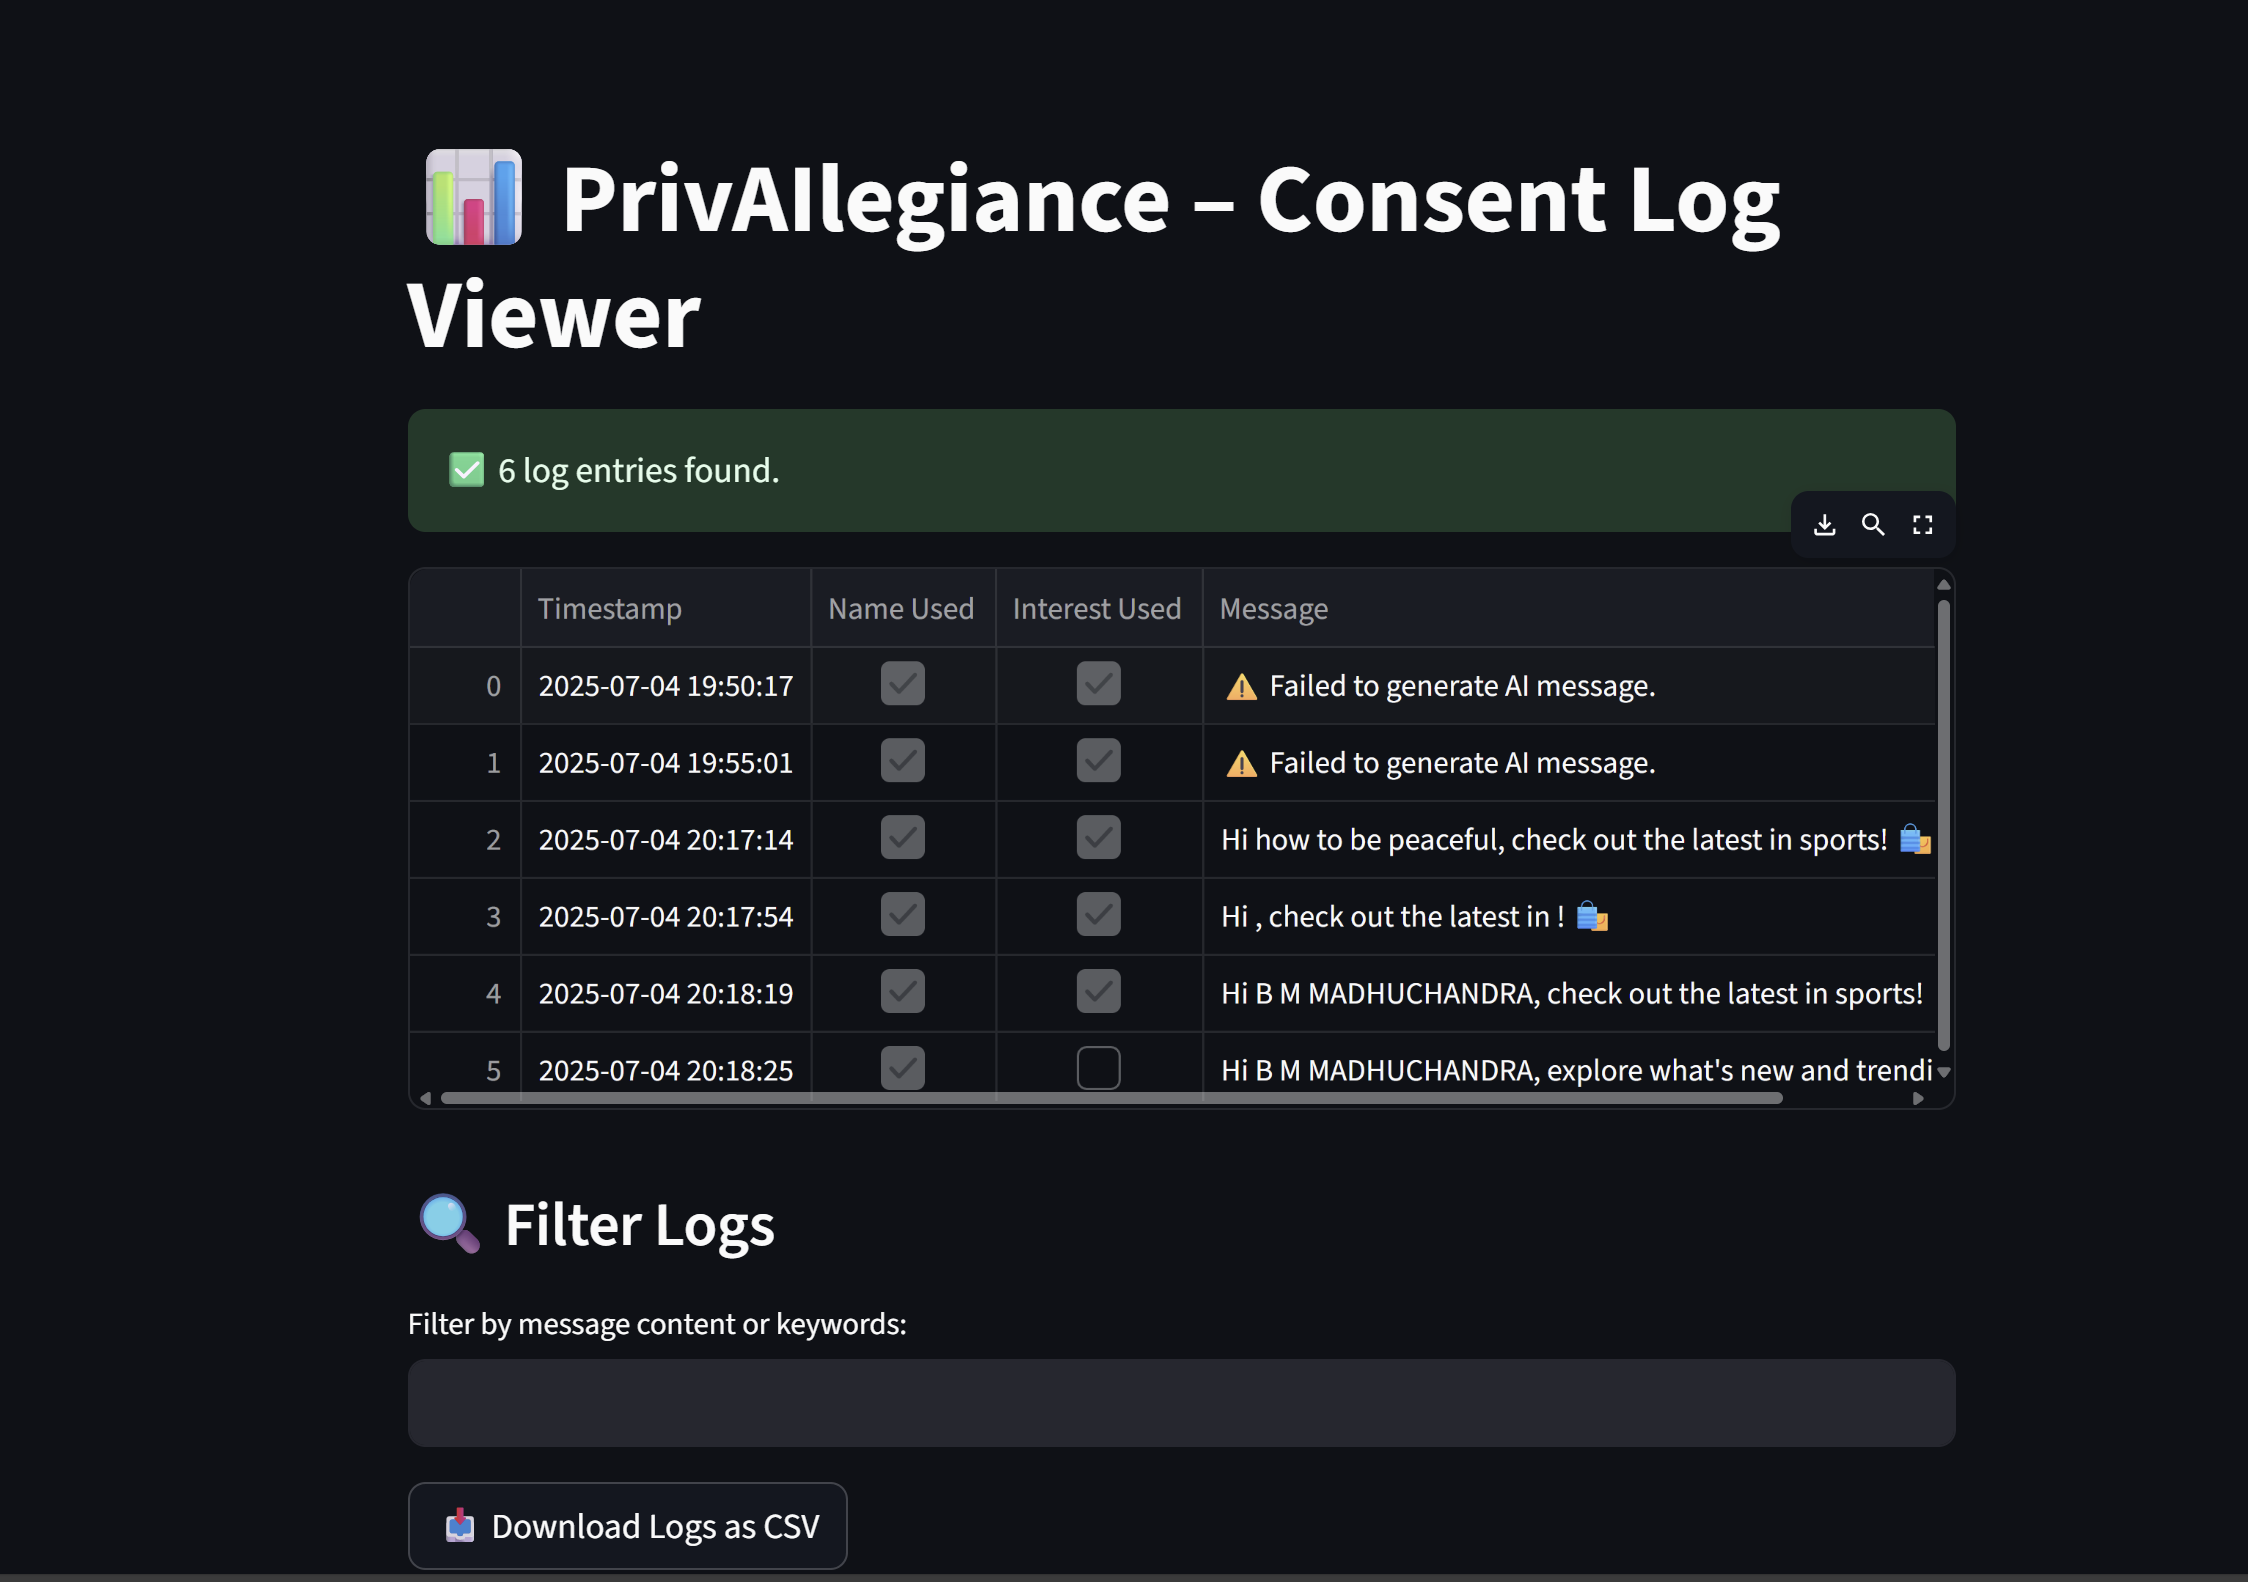 PrivAIlegiance – Consent Log
Viewer
6 log entries found.
Timestamp Name Used Interest Used Message
0 2025-07-04 19:50:17 Failed to generate AI message.
1 2025-07-04 19:55:01 Failed to generate AI message.
2 2025-07-04 20:17:14 Hi how to be peaceful, check out the latest in sports!
3 2025-07-04 20:17:54 Hi , check out the latest in !
4 2025-07-04 20:18:19 Hi B M MADHUCHANDRA, check out the latest in sports!
5 2025-07-04 20:18:25 Hi B M MADHUCHANDRA, explore what's new and trendi
Filter Logs
Filter by message content or keywords:
Download Logs as CSV